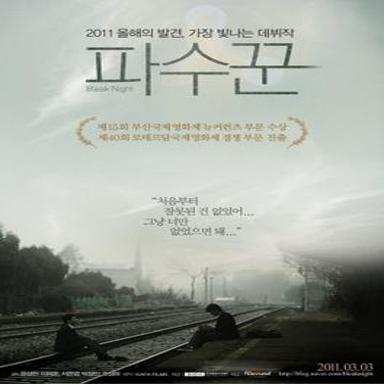 2011 올해의 발견, 가장 빛나는 데뷔작
파수꾼
Bleak Night
제15회 부산국제영화제 뉴커런츠 부문 수상
제40회 로테르담국제영화제 경쟁 부문 진출
"처음부터
잘못된 건 없었어...
그냥 너만
없었으면 돼..."
2011.03.03